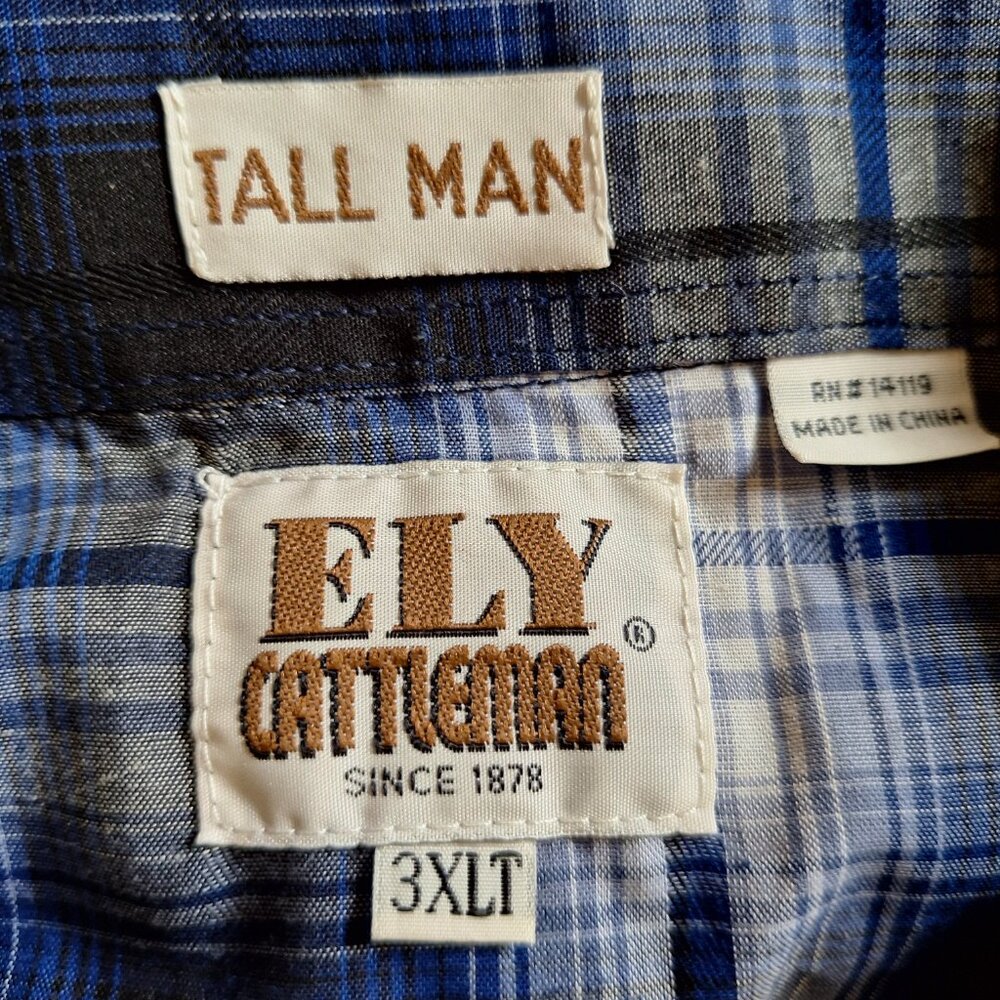 TALL MAN
RN# 14119
MADE IN CHINA
ELY
CATTLEMAN
®
SINCE 1878
3XLT